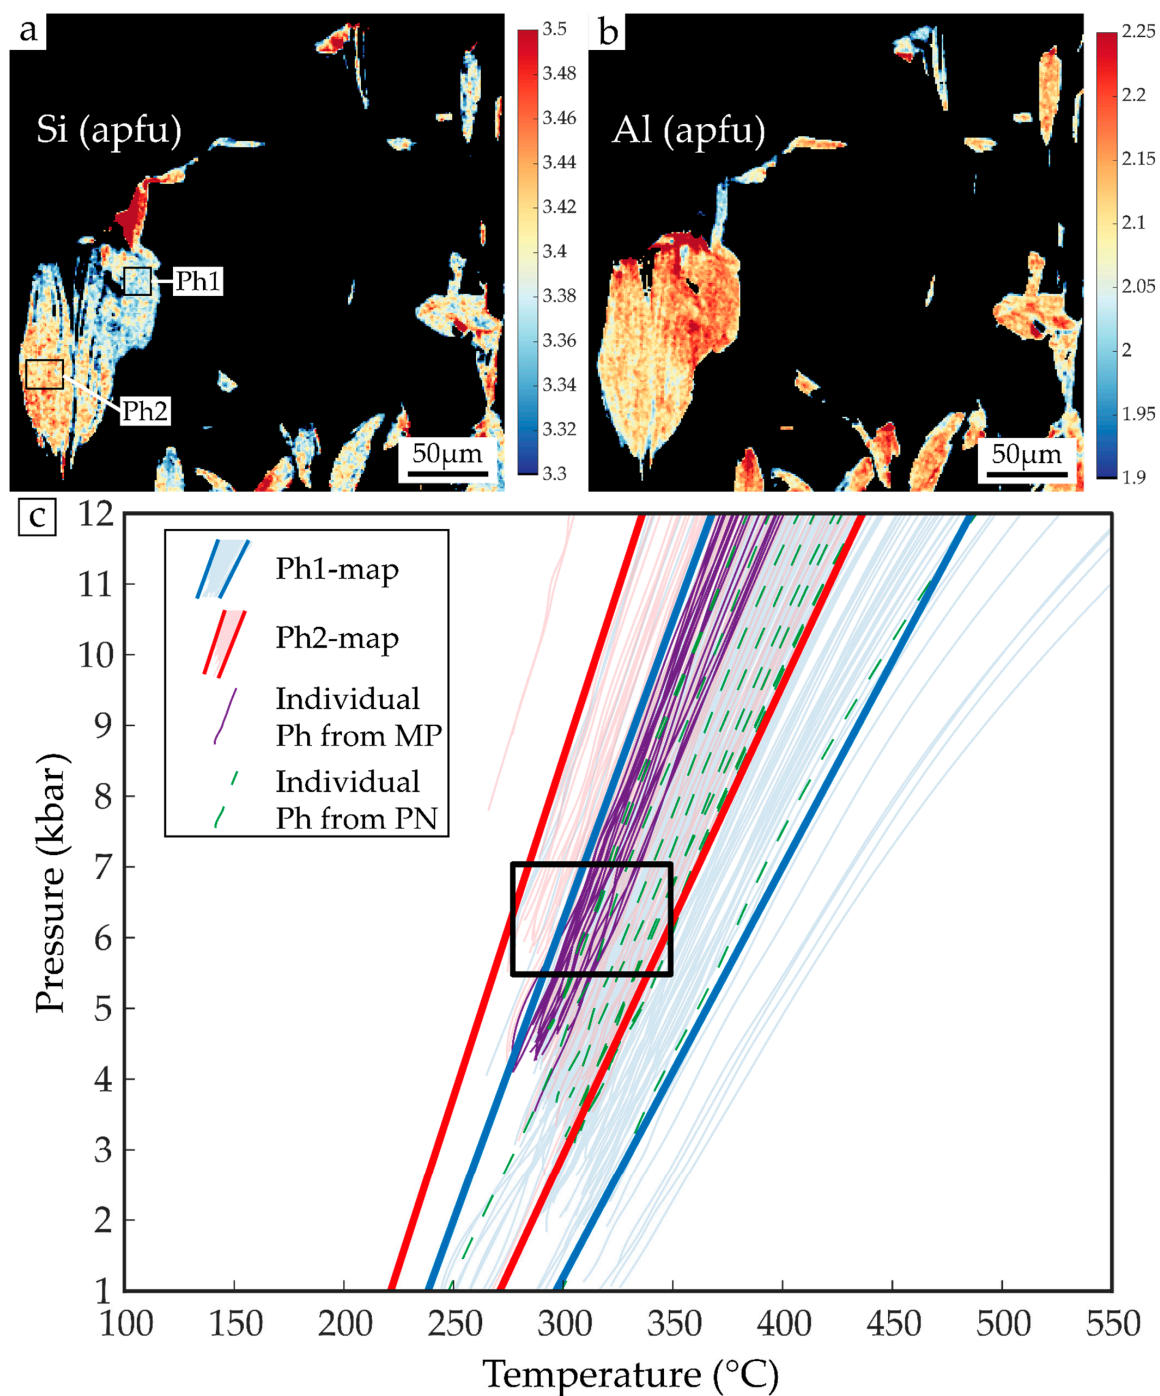 a
Si (apfu)
Ph1
Ph2
50μm
3.5
3.48
3.46
3.44
3.42
3.4
3.38
3.36
3.34
3.32
3.3
b
Al (apfu)
50μm
2.25
2.2
2.15
2.1
2.05
2
1.95
1.9
c
Ph1-map
Ph2-map
Individual
Ph from MP
Individual
Ph from PN
Pressure (kbar)
12
11
10
9
8
7
6
5
4
3
2
1
100 150 200 250 300 350 400 450 500 550
Temperature (°C)